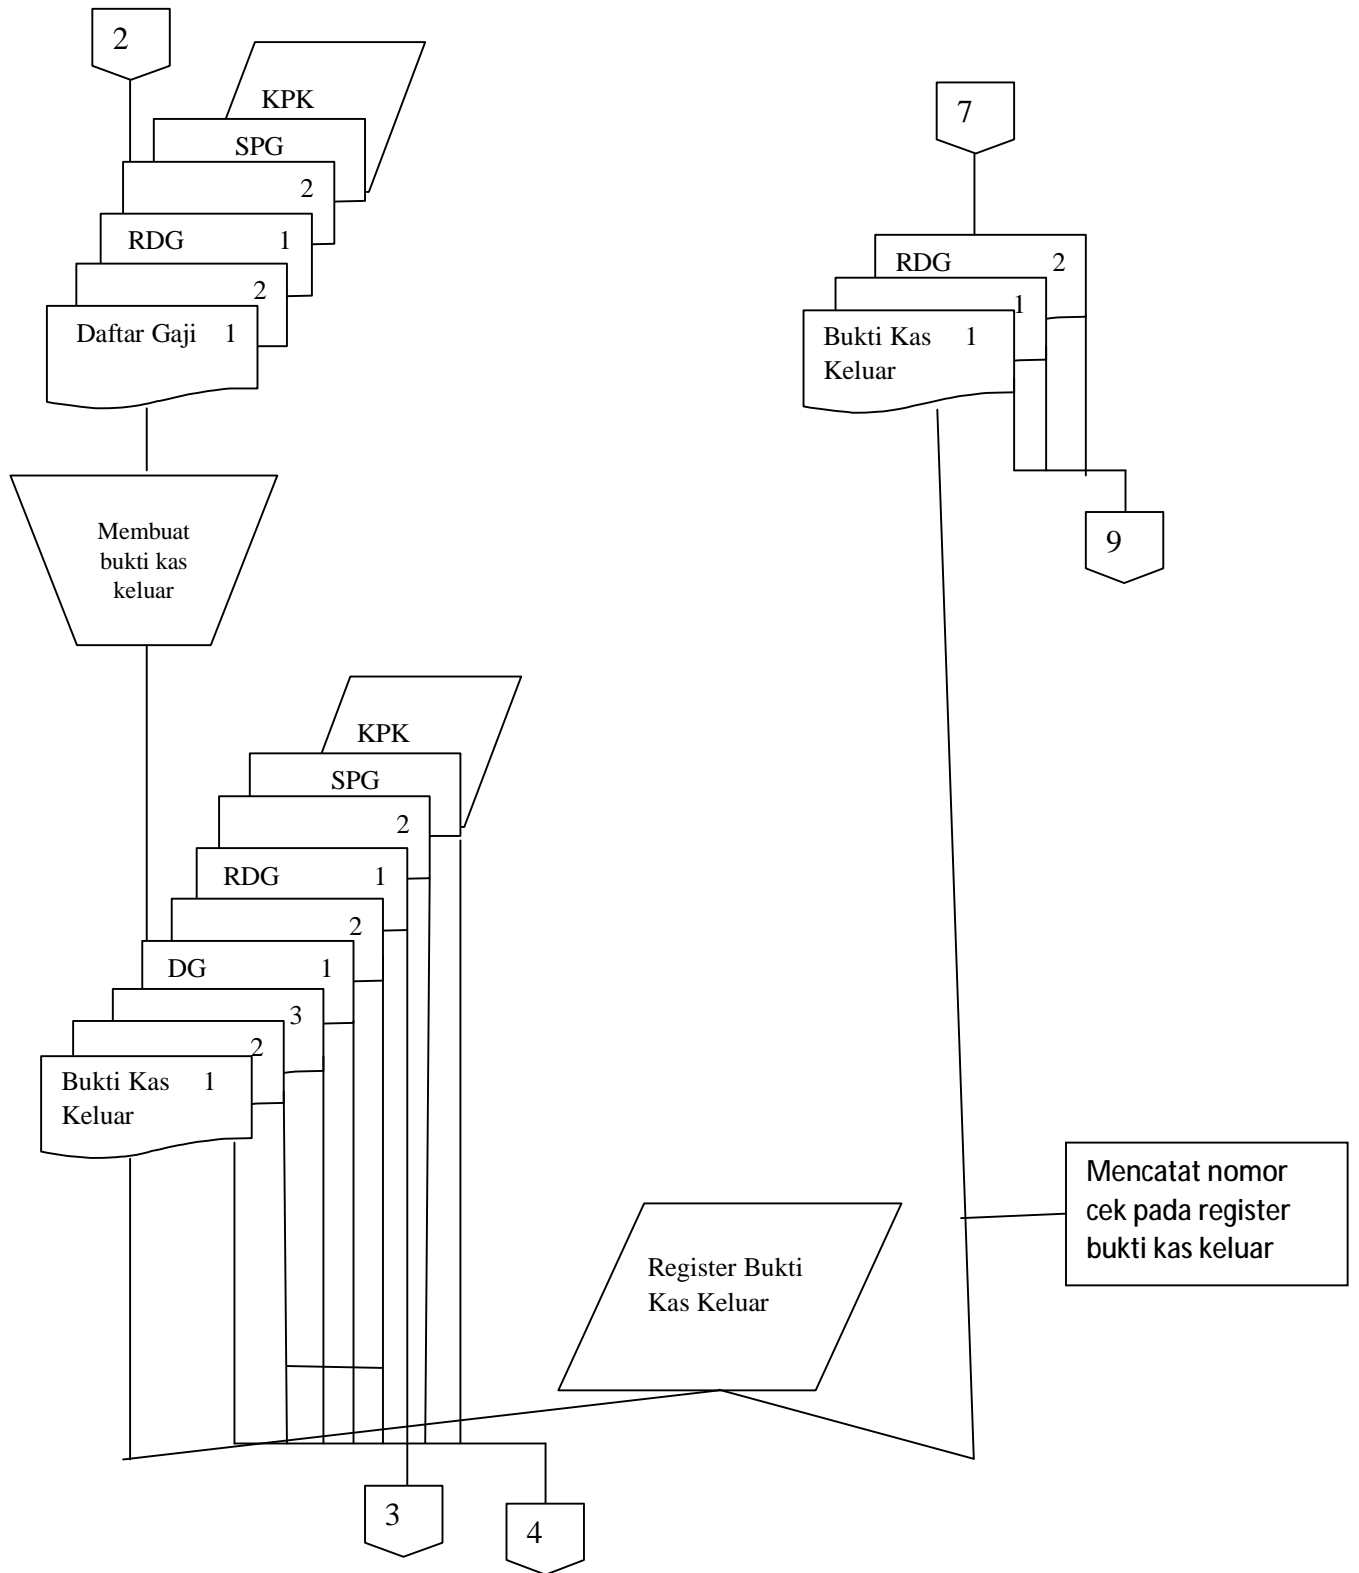 2
KPK
SPG
2
RDG 1
2
Daftar Gaji 1
Membuat
bukti kas
keluar
KPK
SPG
2
RDG 1
2
DG 1
3
2
Bukti Kas 1
Keluar
3
4
7
RDG 2
1
Bukti Kas 1
Keluar
9
Register Bukti
Kas Keluar
Mencatat nomor
cek pada register
bukti kas keluar